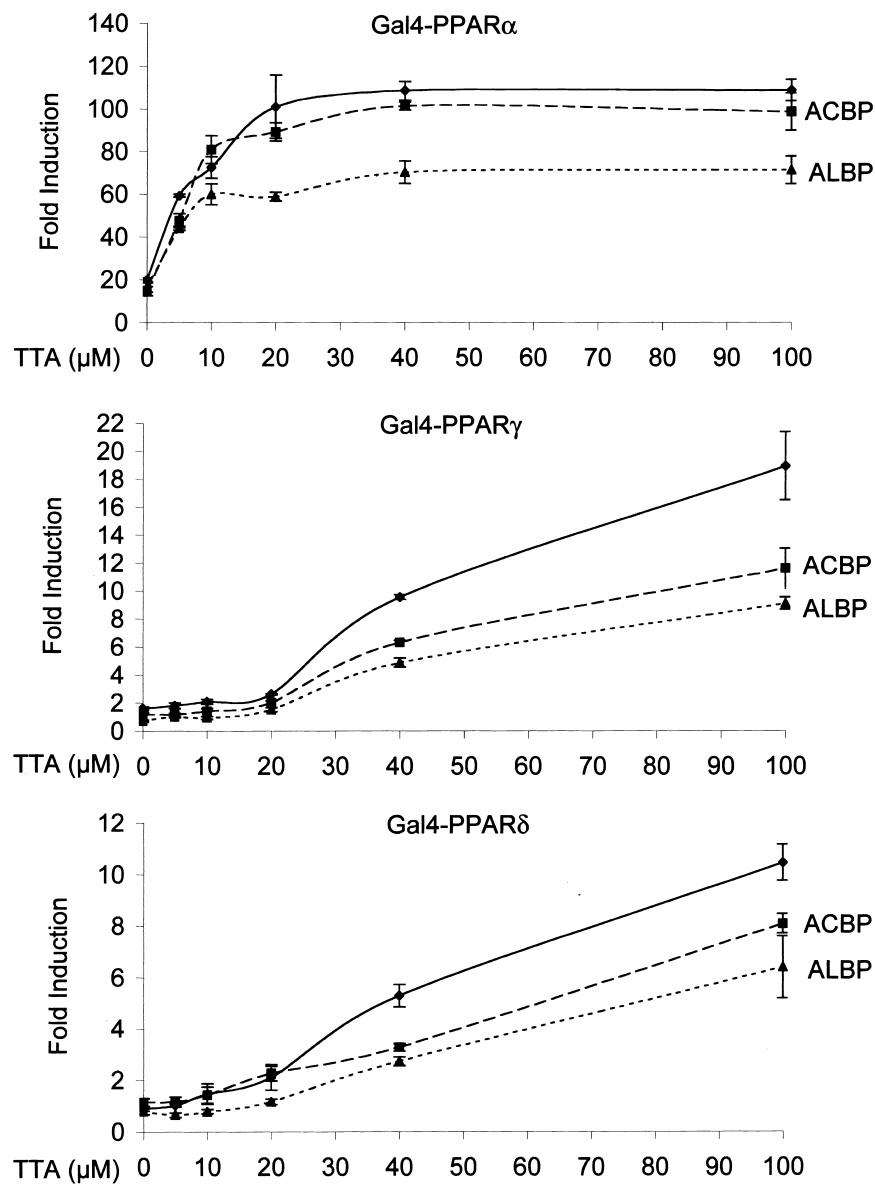 Gal4-PPARα
Fold Induction
140
120
100
80
60
40
20
0
ACBP
ALBP
TTA (µM) 0 10 20 30 40 50 60 70 80 90 100
Gal4-PPARγ
Fold Induction
22
20
18
16
14
12
10
8
6
4
2
0
ACBP
ALBP
TTA (µM) 0 10 20 30 40 50 60 70 80 90 100
Gal4-PPARδ
Fold Induction
12
10
8
6
4
2
0
ACBP
ALBP
TTA (µM) 0 10 20 30 40 50 60 70 80 90 100